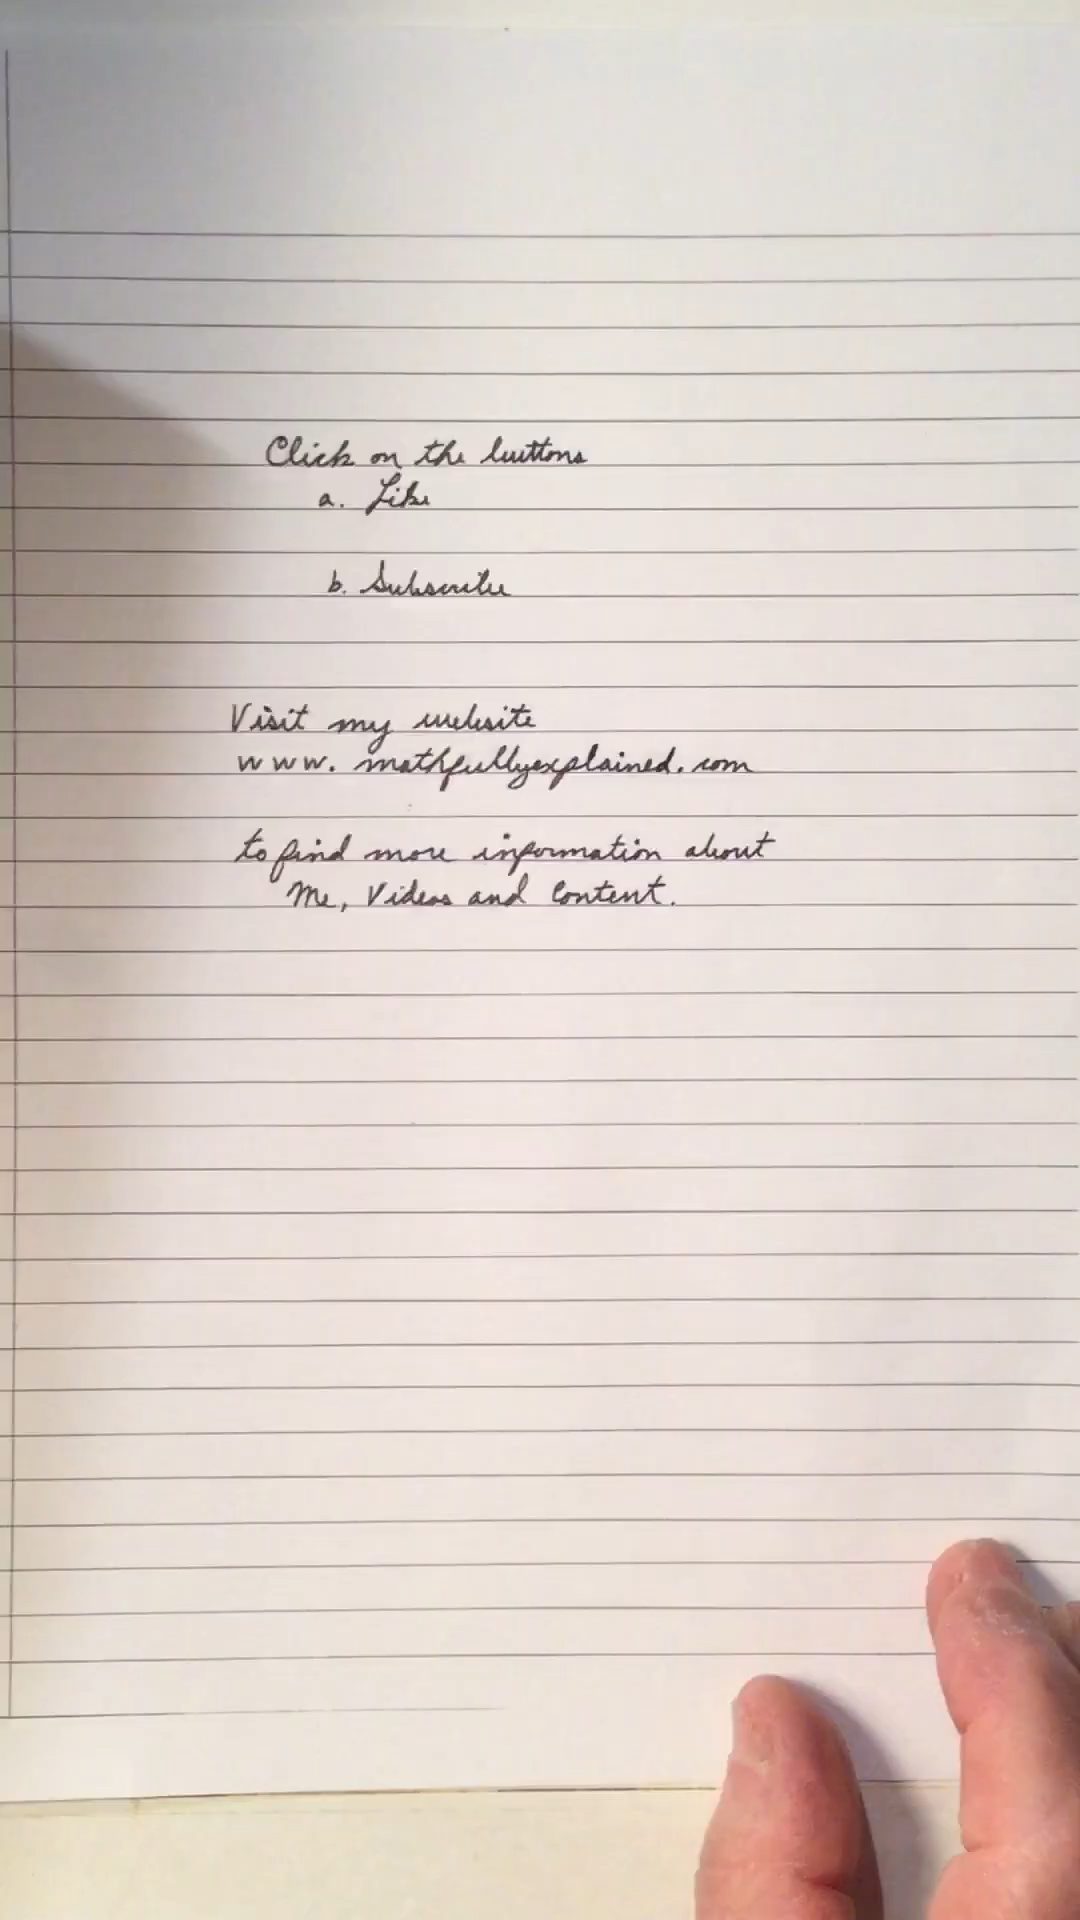 Click on the buttons
a. Like
b. Subscribe
Visit my website
www.mathfullyexplained.com
to find more information about
Me, Videos and Content.